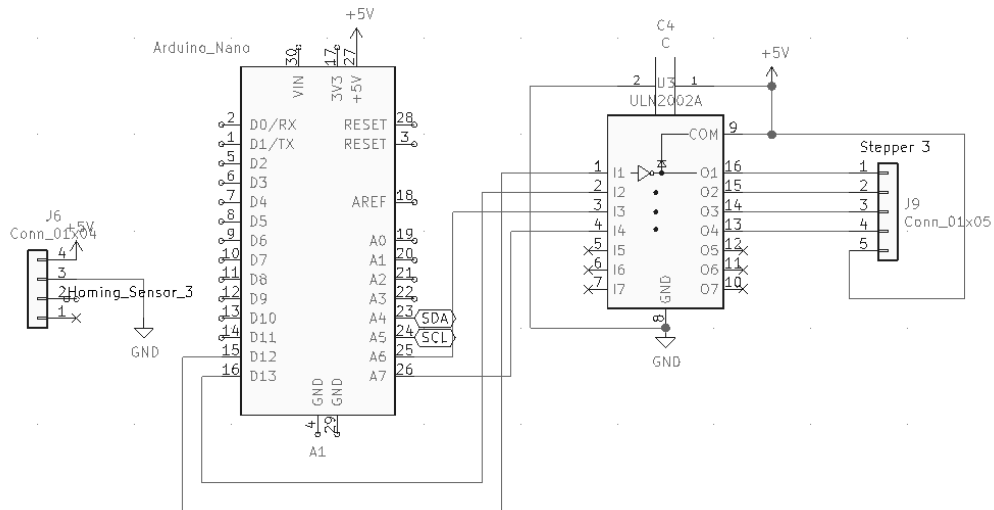 +5V
Arduino_Nano
30
17
27
VIN
3V3
+5V
2 D0/RX RESET 28
1 D1/TX RESET 3
5 D2
6 D3
7 D4 AREF 18
8 D5
9 D6 A0 19
10 D7 A1 20
11 D8 A2 21
12 D9 A3 22
13 D10 A4 23 SDA
14 D11 A5 24 SCL
15 D12 A6 25
16 D13 A7 26
GND
GND
4
29
A1
J6
+5V
Conn_01x04
4
3
2 Homing_Sensor_3
1
GND
C4
C
+5V
2 U3 1
ULN2002A
COM 9
1 I1 O1 16
2 I2 O2 15
3 I3 O3 14
4 I4 O4 13
5 I5 O5 12
6 I6 O6 11
7 I7 O7 10
GND
8
GND
Stepper 3
1
2
3
4
5
J9
Conn_01x05